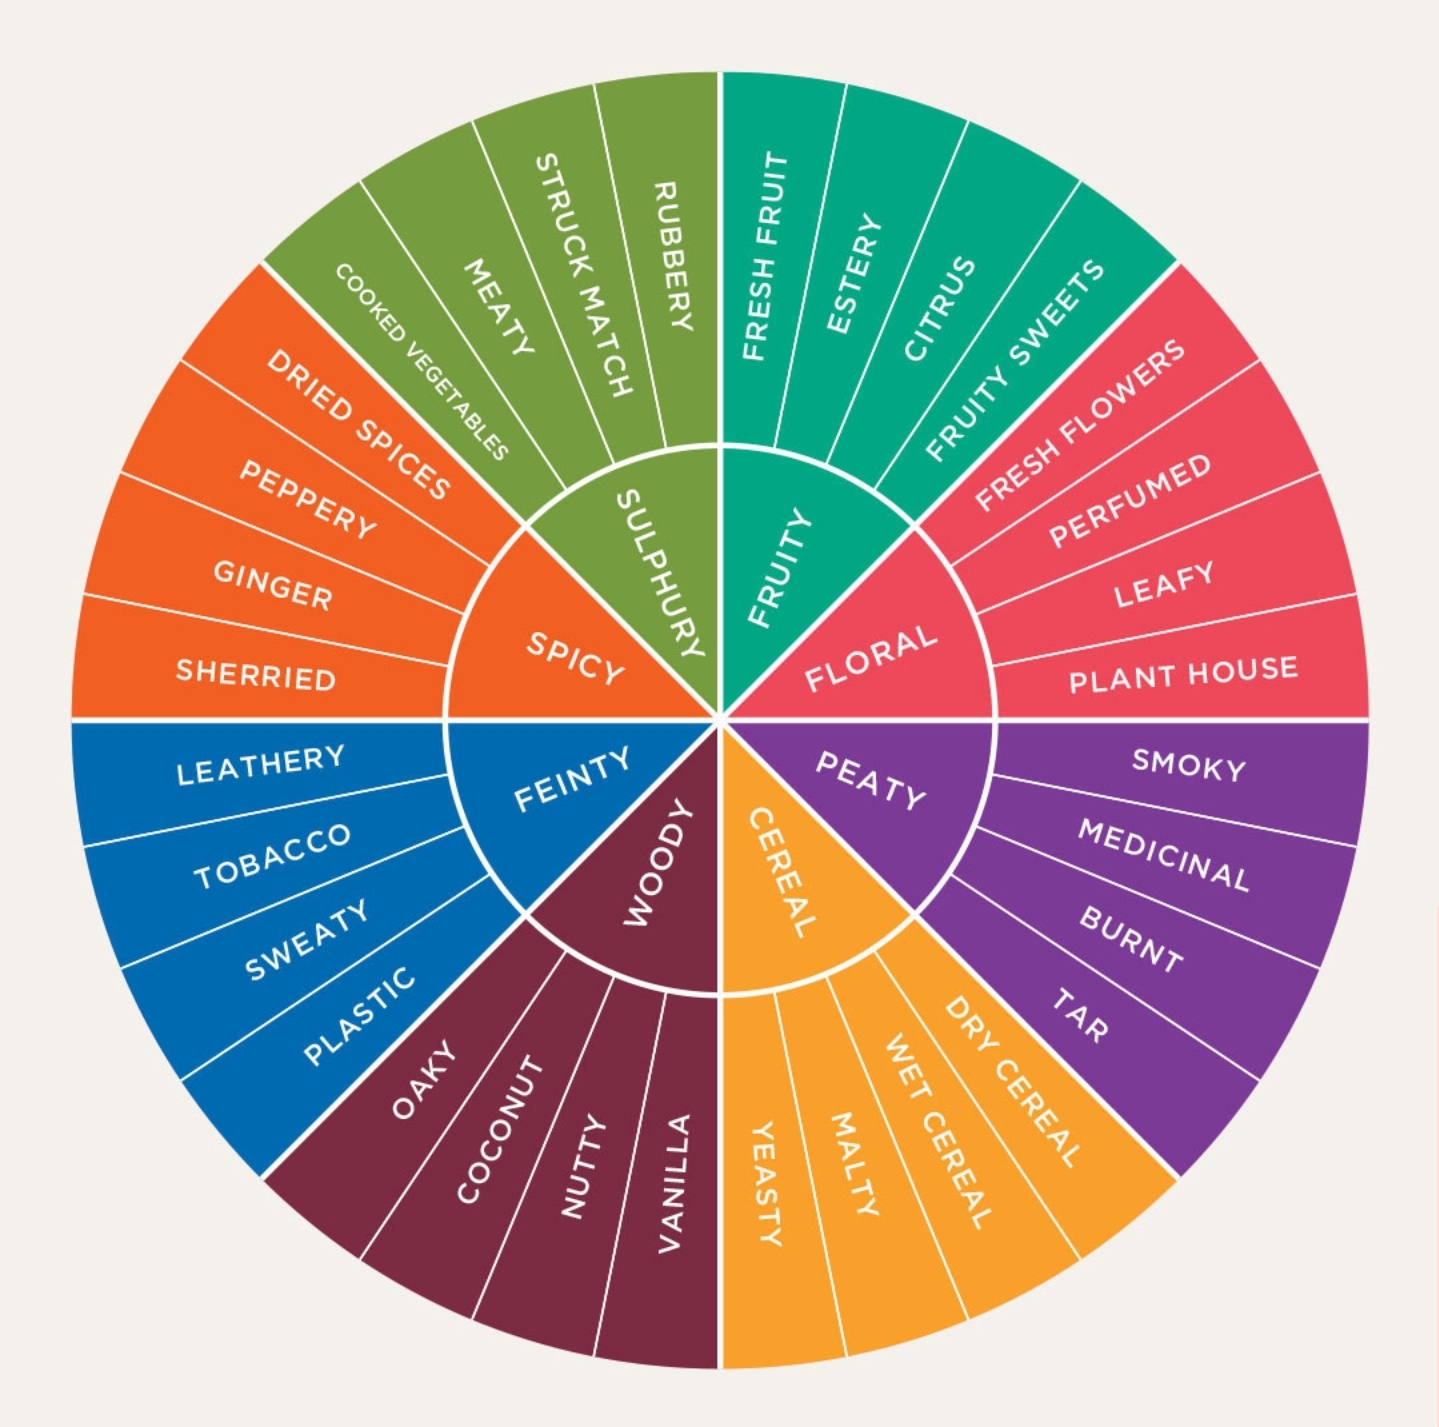 FRUITY
FRESH FRUIT
ESTERY
CITRUS
FRUITY SWEETS
FLORAL
FRESH FLOWERS
PERFUMED
LEAFY
PLANT HOUSE
PEATY
SMOKY
MEDICINAL
BURNT
TAR
CEREAL
DRY CEREAL
WET CEREAL
MALTY
YEASTY
WOODY
VANILLA
NUTTY
COCONUT
OAKY
FEINTY
PLASTIC
SWEATY
TOBACCO
LEATHERY
SPICY
SHERRIED
GINGER
PEPPERY
DRIED SPICES
SULPHURY
COOKED VEGETABLES
MEATY
STRUCK MATCH
RUBBERY